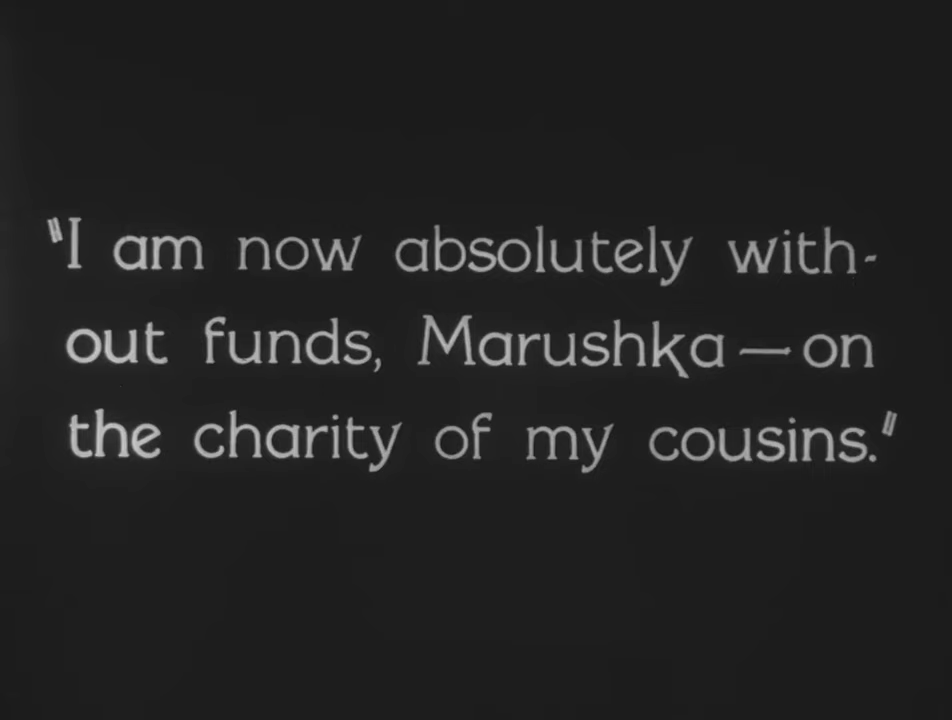 "I am now absolutely with-
out funds, Marushka — on
the charity of my cousins."